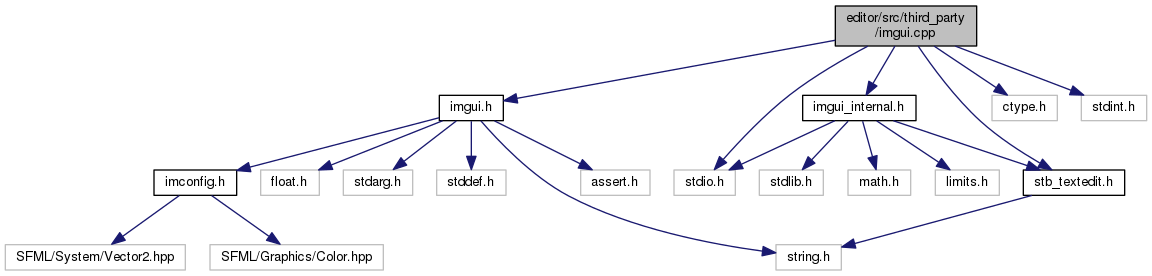 editor/src/third_party
/imgui.cpp
imgui.h
imgui_internal.h
ctype.h
stdint.h
imconfig.h
float.h
stdarg.h
stddef.h
assert.h
stdio.h
stdlib.h
math.h
limits.h
stb_textedit.h
SFML/System/Vector2.hpp
SFML/Graphics/Color.hpp
string.h